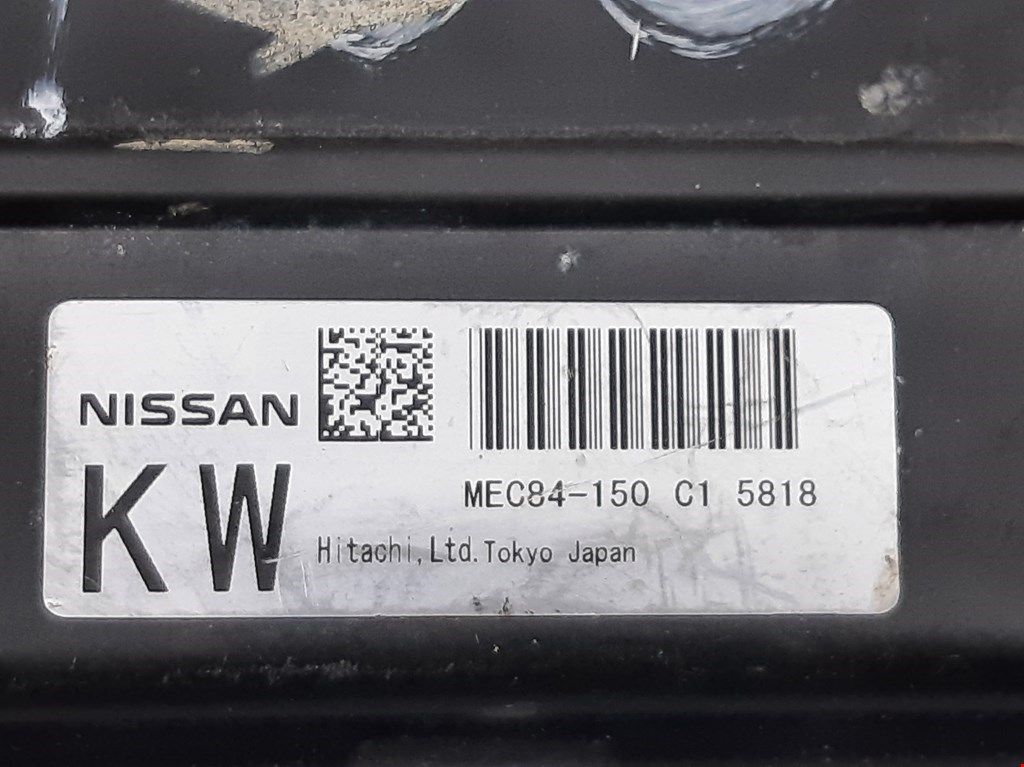 NISSAN
KW
MEC84-150 C1 5818
Hitachi,Ltd.Tokyo Japan